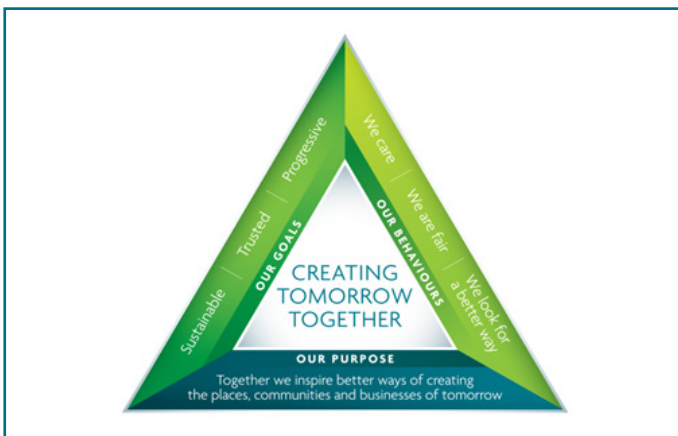 Sustainable | Trusted | Progressive
OUR GOALS
We care | We are fair | We look for
a better way
OUR BEHAVIOURS
CREATING
TOMORROW
TOGETHER
OUR PURPOSE
Together we inspire better ways of creating
the places, communities and businesses of tomorrow